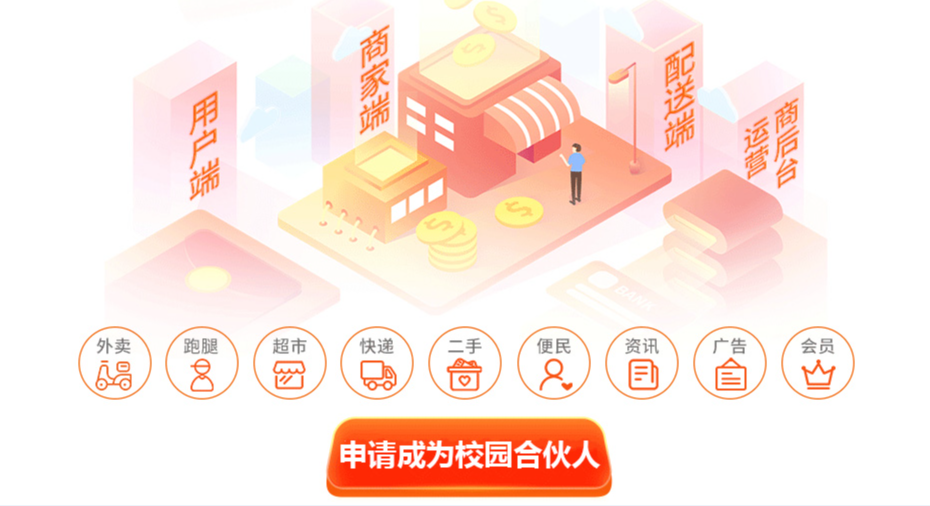 用户端
商家端
配送端
运营
商后台
BANK
外卖
跑腿
超市
快递
二手
便民
资讯
广告
会员
申请成为校园合伙人